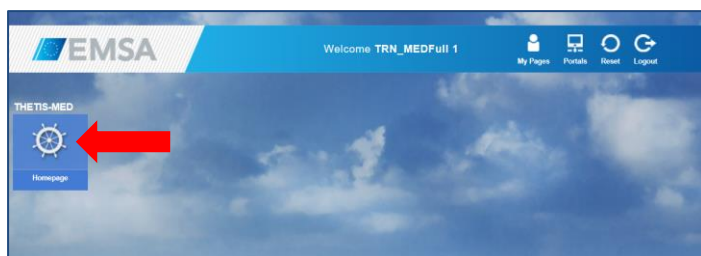 EMSA
Welcome TRN_MEDFull 1
My Pages Portals Reset Logout
THETIS-MED
Homepage